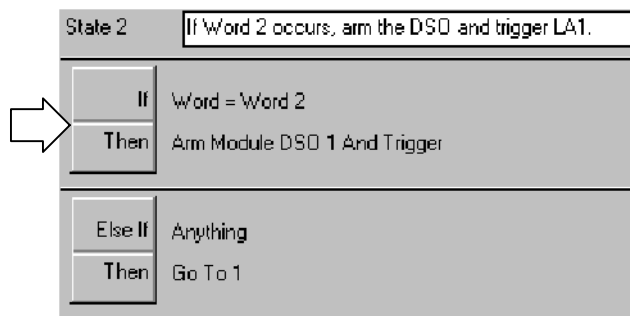 State 2 If Word 2 occurs, arm the DSO and trigger LA1.
If Word = Word 2
Then Arm Module DSO 1 And Trigger
Else If Anything
Then Go To 1